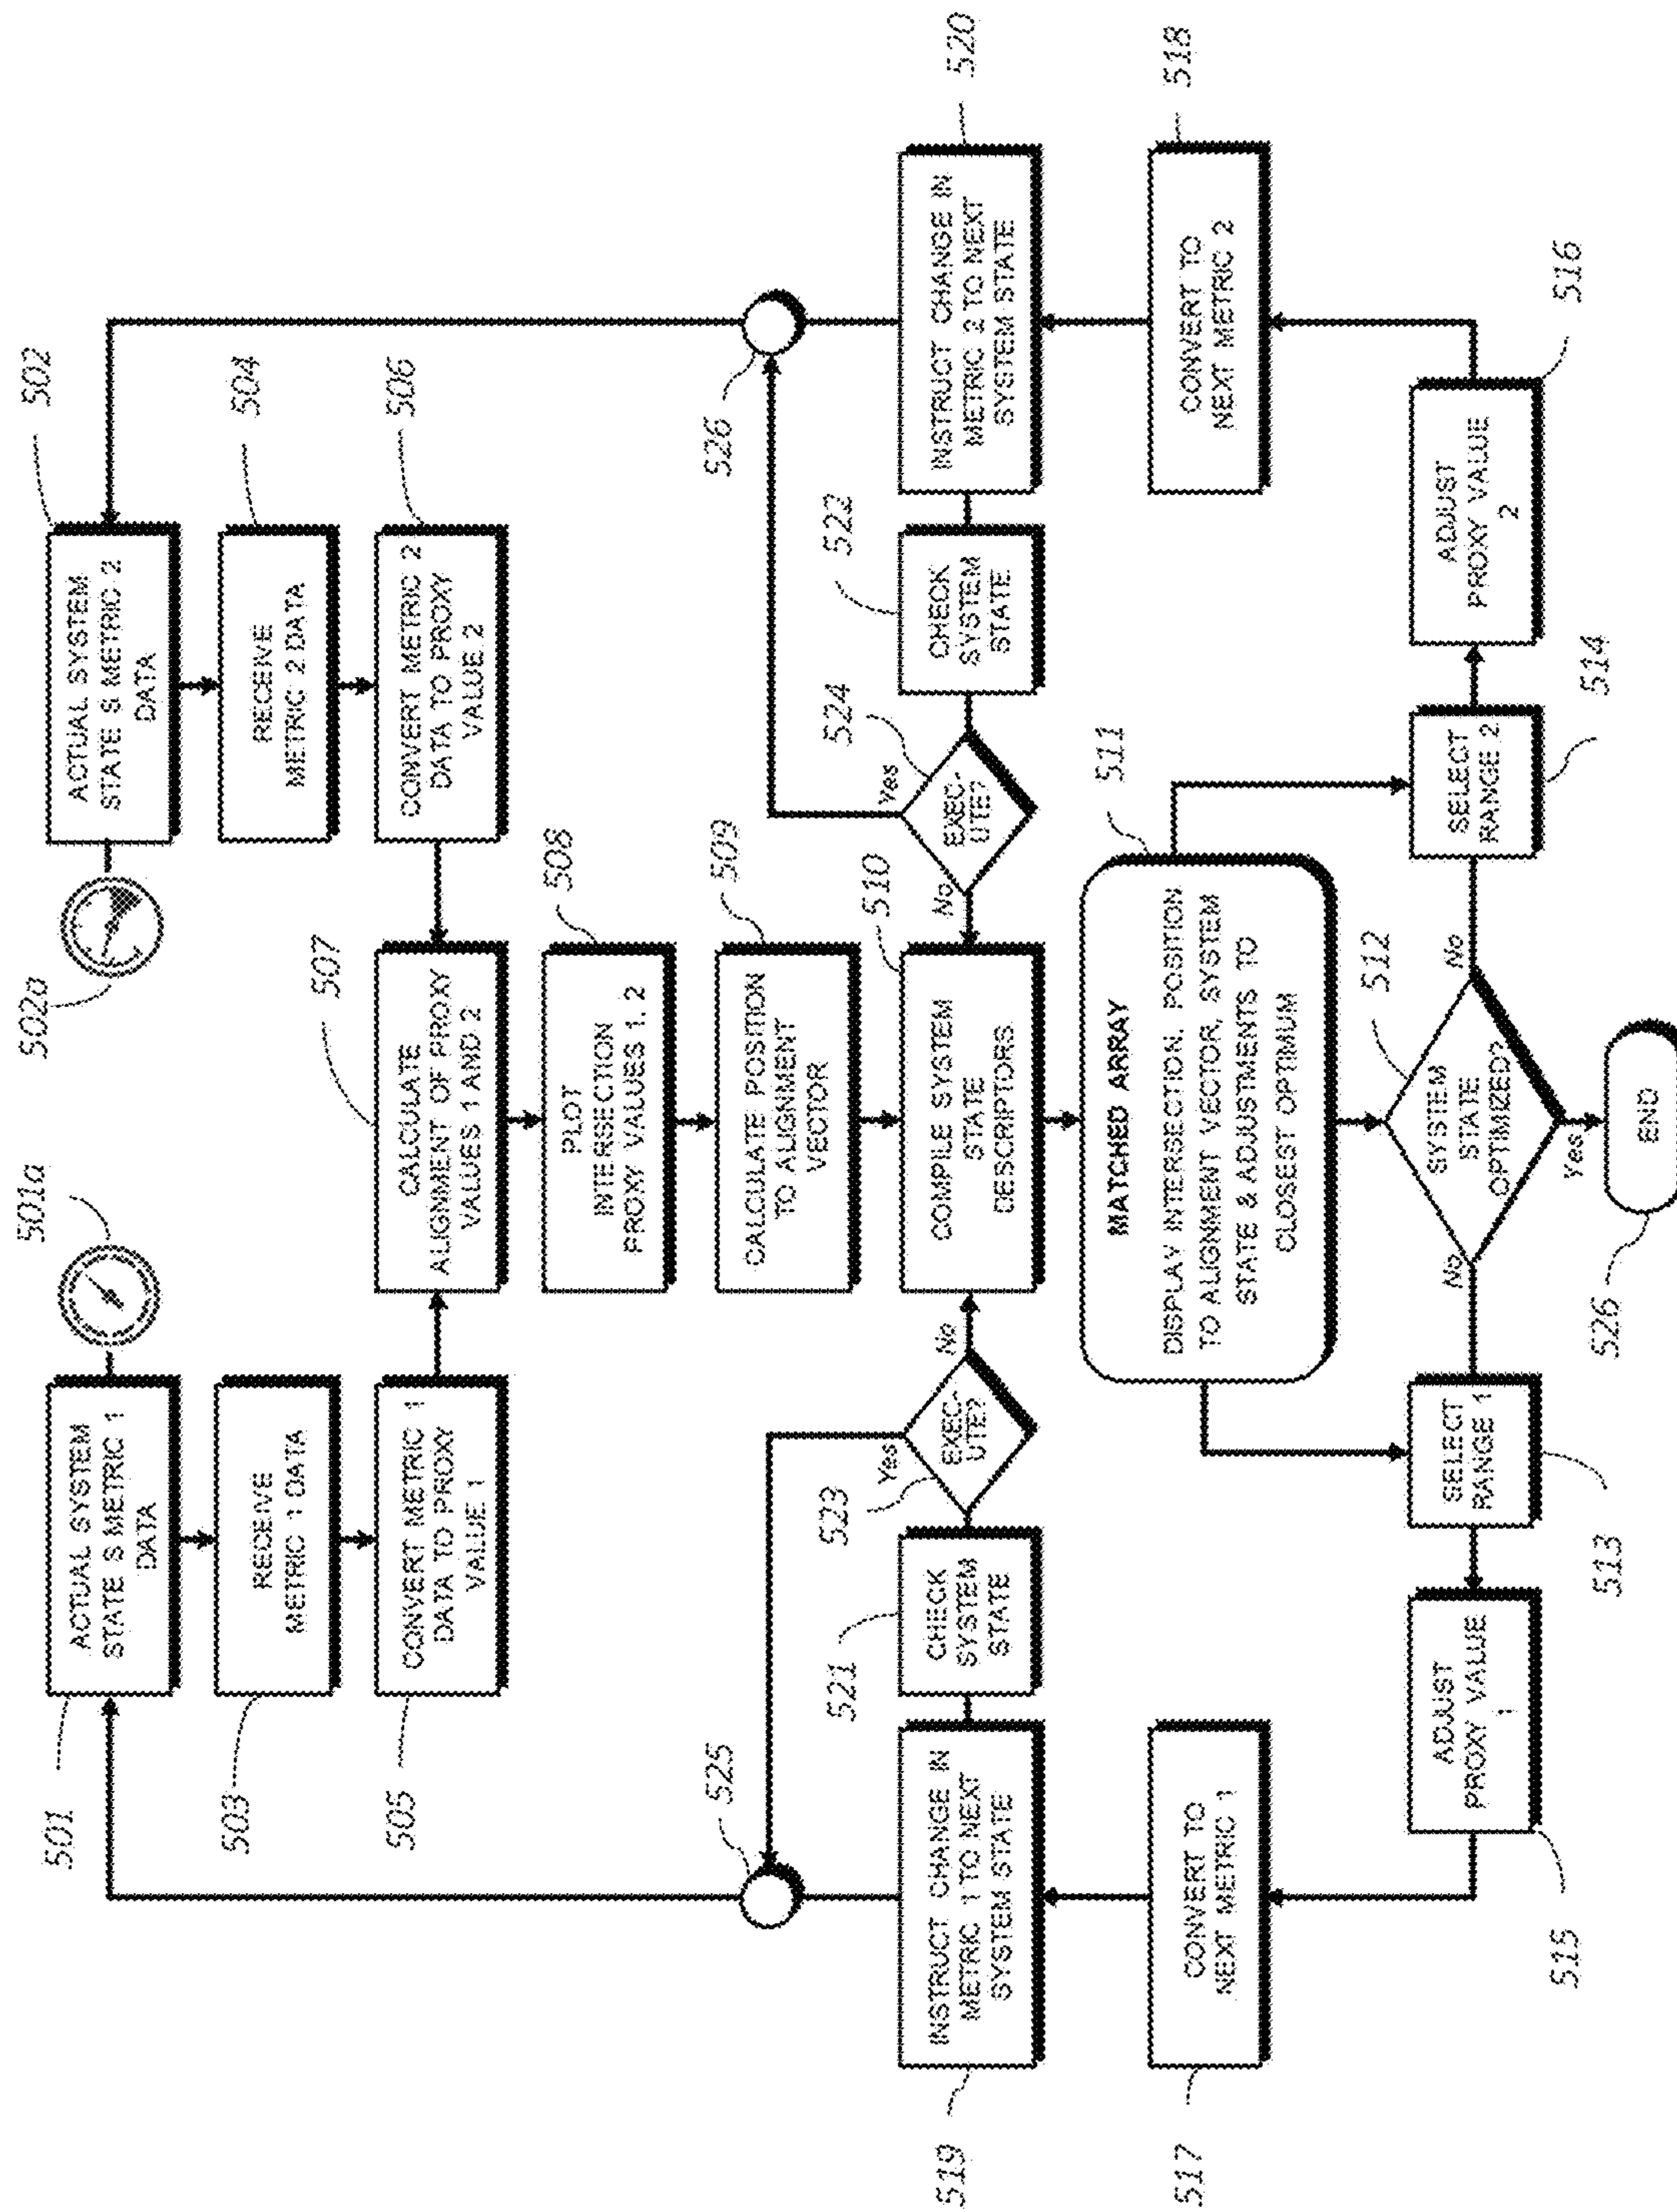 501a
502a
501
ACTUAL SYSTEM
STATE S METRIC 1
DATA
ACTUAL SYSTEM
STATE S METRIC 2
DATA
502
503
RECEIVE
METRIC 1 DATA
RECEIVE
METRIC 2 DATA
504
505
CONVERT METRIC 1
DATA TO PROXY
VALUE 1
507
CALCULATE
ALIGNMENT OF PROXY
VALUES 1 AND 2
CONVERT METRIC 2
DATA TO PROXY
VALUE 2
506
PLOT
INTERSECTION
PROXY VALUES 1, 2
508
525
CALCULATE POSITION
TO ALIGNMENT
VECTOR
509
526
519
INSTRUCT CHANGE IN
METRIC 1 TO NEXT
SYSTEM STATE
521
CHECK
SYSTEM
STATE
523
EXEC-
UTE?
Yes
No
COMPILE SYSTEM
STATE
DESCRIPTORS
510
No
EXEC-
UTE?
Yes
524
CHECK
SYSTEM
STATE
522
INSTRUCT CHANGE IN
METRIC 2 TO NEXT
SYSTEM STATE
520
517
CONVERT TO
NEXT METRIC 1
MATCHED ARRAY
DISPLAY INTERSECTION, POSITION
TO ALIGNMENT VECTOR, SYSTEM
STATE & ADJUSTMENTS TO
CLOSEST OPTIMUM
511
CONVERT TO
NEXT METRIC 2
518
515
ADJUST
PROXY VALUE
1
513
SELECT
RANGE 1
No
SYSTEM
STATE
OPTIMIZED?
512
No
SELECT
RANGE 2
514
ADJUST
PROXY VALUE
2
516
Yes
526
END